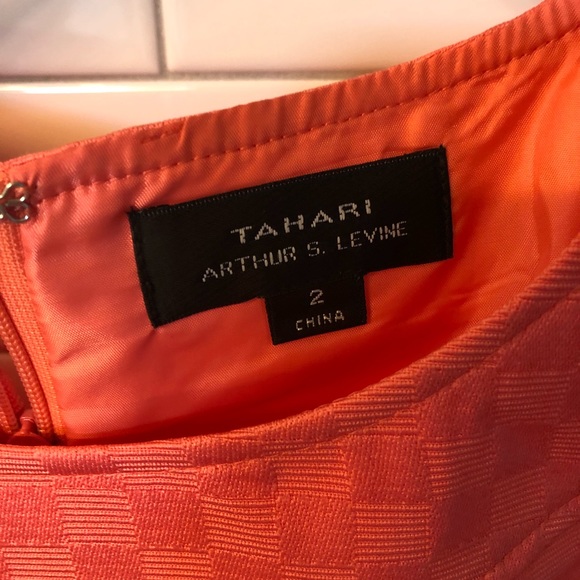 TAHARI
ARTHUR S. LEVINE
2
CHINA